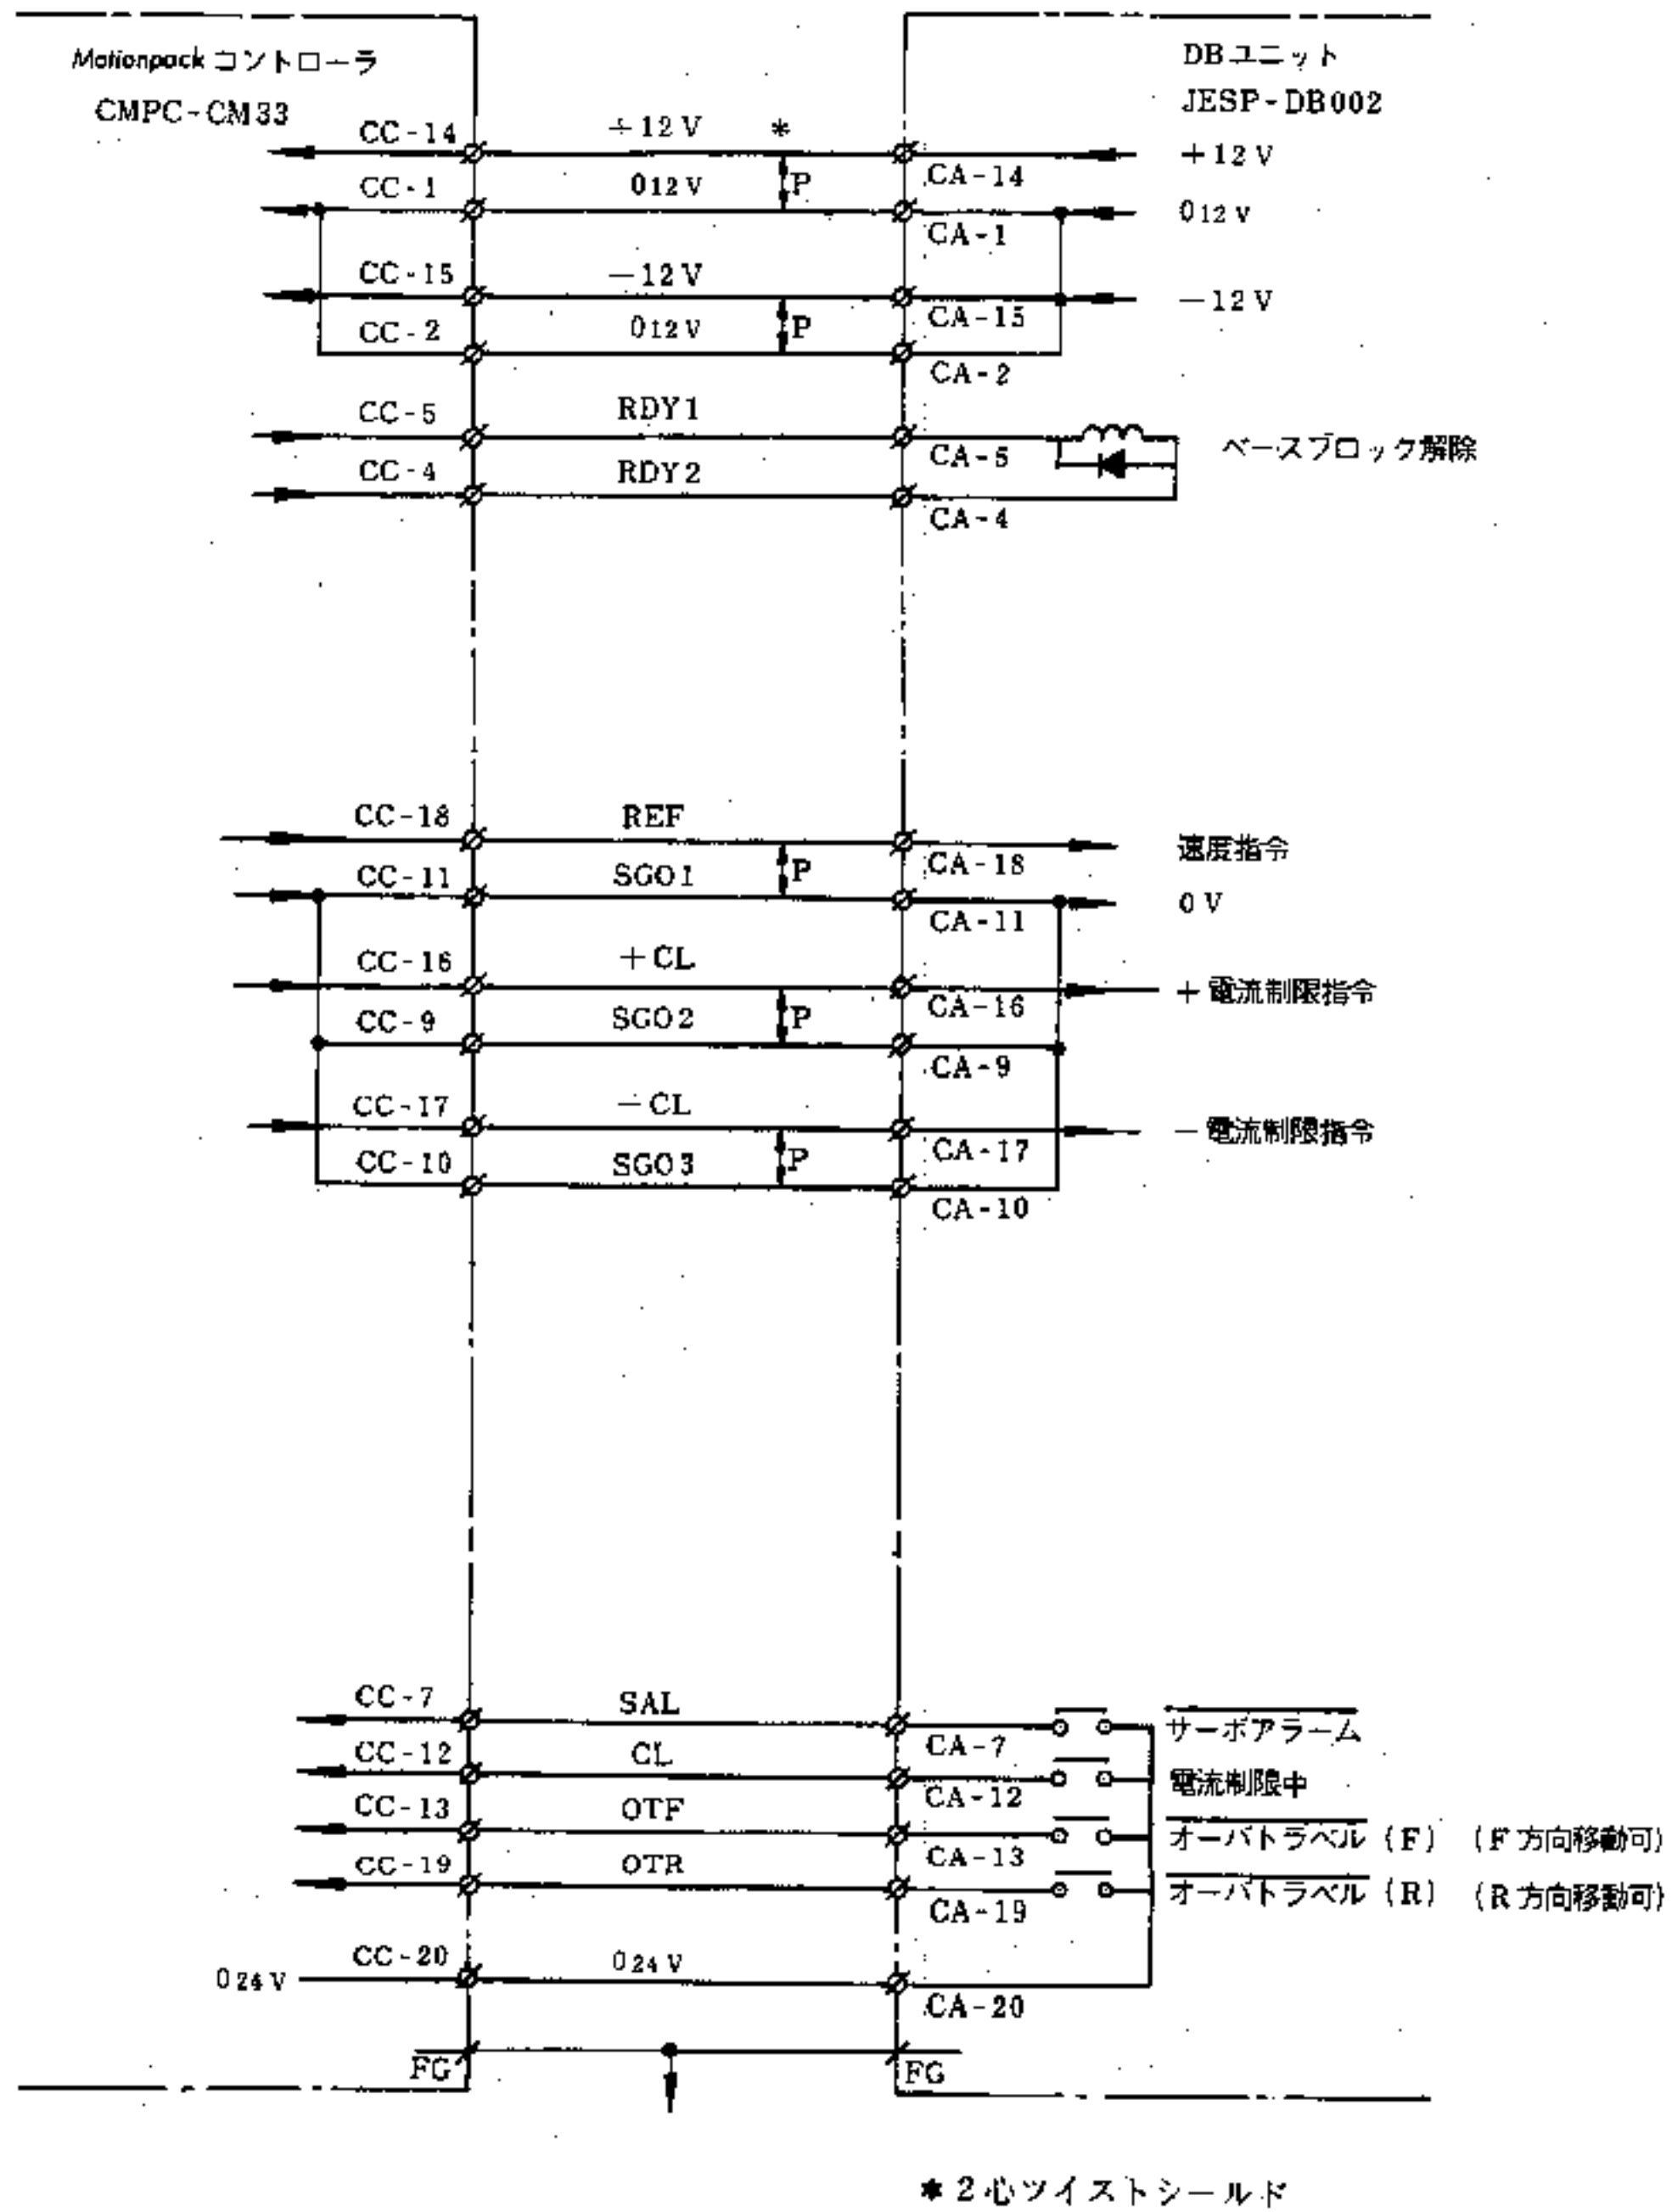 Motionpack コントローラ
CMPC-CM33
DBユニット
JESP-DB002
CC-14 +12V * CA-14 +12V
CC-1 012V P CA-1 012V
CC-15 -12V CA-15 -12V
CC-2 012V P CA-2
CC-5 RDY1 CA-5 ベースブロック解除
CC-4 RDY2 CA-4
CC-18 REF CA-18 速度指令
CC-11 SGO1 P CA-11 0V
CC-16 +CL CA-16 +電流制限指令
CC-9 SGO2 P CA-9
CC-17 -CL CA-17 -電流制限指令
CC-10 SGO3 P CA-10
CC-7 SAL CA-7 サーボアラーム
CC-12 CL CA-12 電流制限中
CC-13 OTF CA-13 オーバトラベル (F) (F方向移動可)
CC-19 OTR CA-19 オーバトラベル (R) (R方向移動可)
024V CC-20 024V CA-20
FG FG
* 2心ツイストシールド